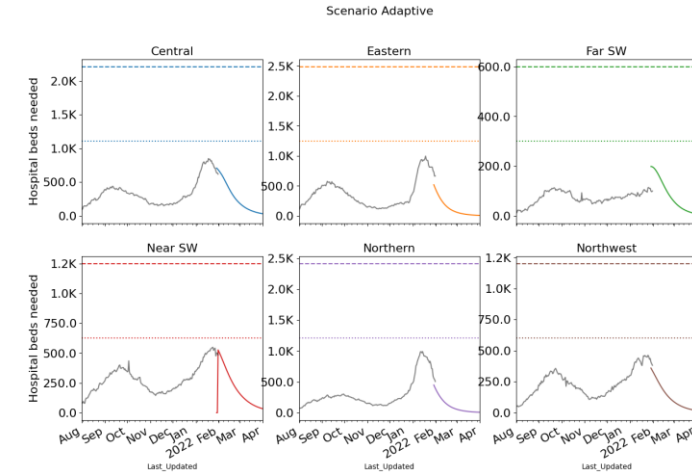 Scenario Adaptive
Central
Eastern
Far SW
Hospital beds needed
2.0K
1.5K
1.0K
500.0
0.0
2.5K
2.0K
1.5K
1.0K
500.0
0.0
600.0
400.0
200.0
0.0
Near SW
Northern
Northwest
Hospital beds needed
1.2K
1.0K
750.0
500.0
250.0
0.0
2.5K
2.0K
1.5K
1.0K
500.0
0.0
1.2K
1.0K
750.0
500.0
250.0
0.0
Aug Sep Oct Nov Dec Jan 2022 Feb Mar Apr
Aug Sep Oct Nov Dec Jan 2022 Feb Mar Apr
Aug Sep Oct Nov Dec Jan 2022 Feb Mar Apr
Last_Updated
Last_Updated
Last_Updated